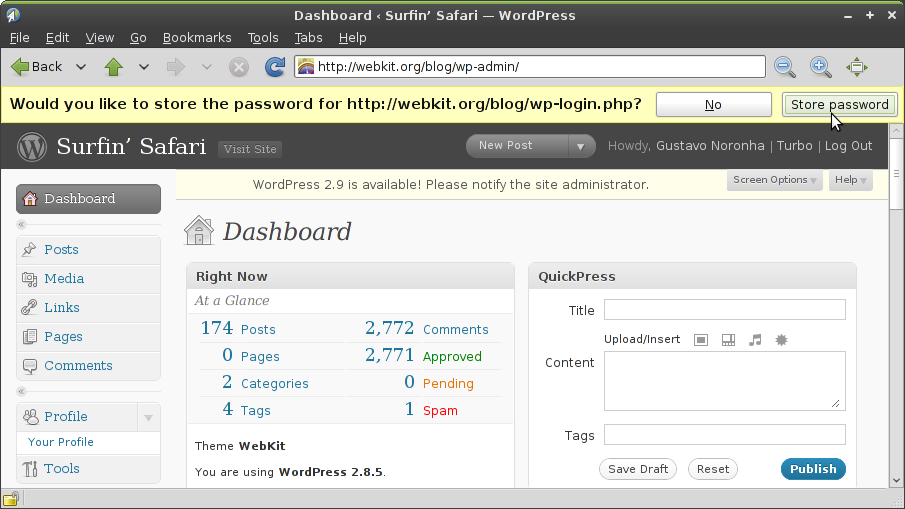 Dashboard ‹ Surfin’ Safari — WordPress
File Edit View Go Bookmarks Tools Tabs Help
Back http://webkit.org/blog/wp-admin/
Would you like to store the password for http://webkit.org/blog/wp-login.php? No Store password
Surfin’ Safari Visit Site New Post Howdy, Gustavo Noronha | Turbo | Log Out
WordPress 2.9 is available! Please notify the site administrator. Screen Options Help
Dashboard
Posts
Media
Links
Pages
Comments
Profile
Your Profile
Tools
Dashboard
Right Now
At a Glance
174 Posts 2,772 Comments
0 Pages 2,771 Approved
2 Categories 0 Pending
4 Tags 1 Spam
Theme WebKit
You are using WordPress 2.8.5.
QuickPress
Title
Upload/Insert
Content
Tags
Save Draft Reset Publish